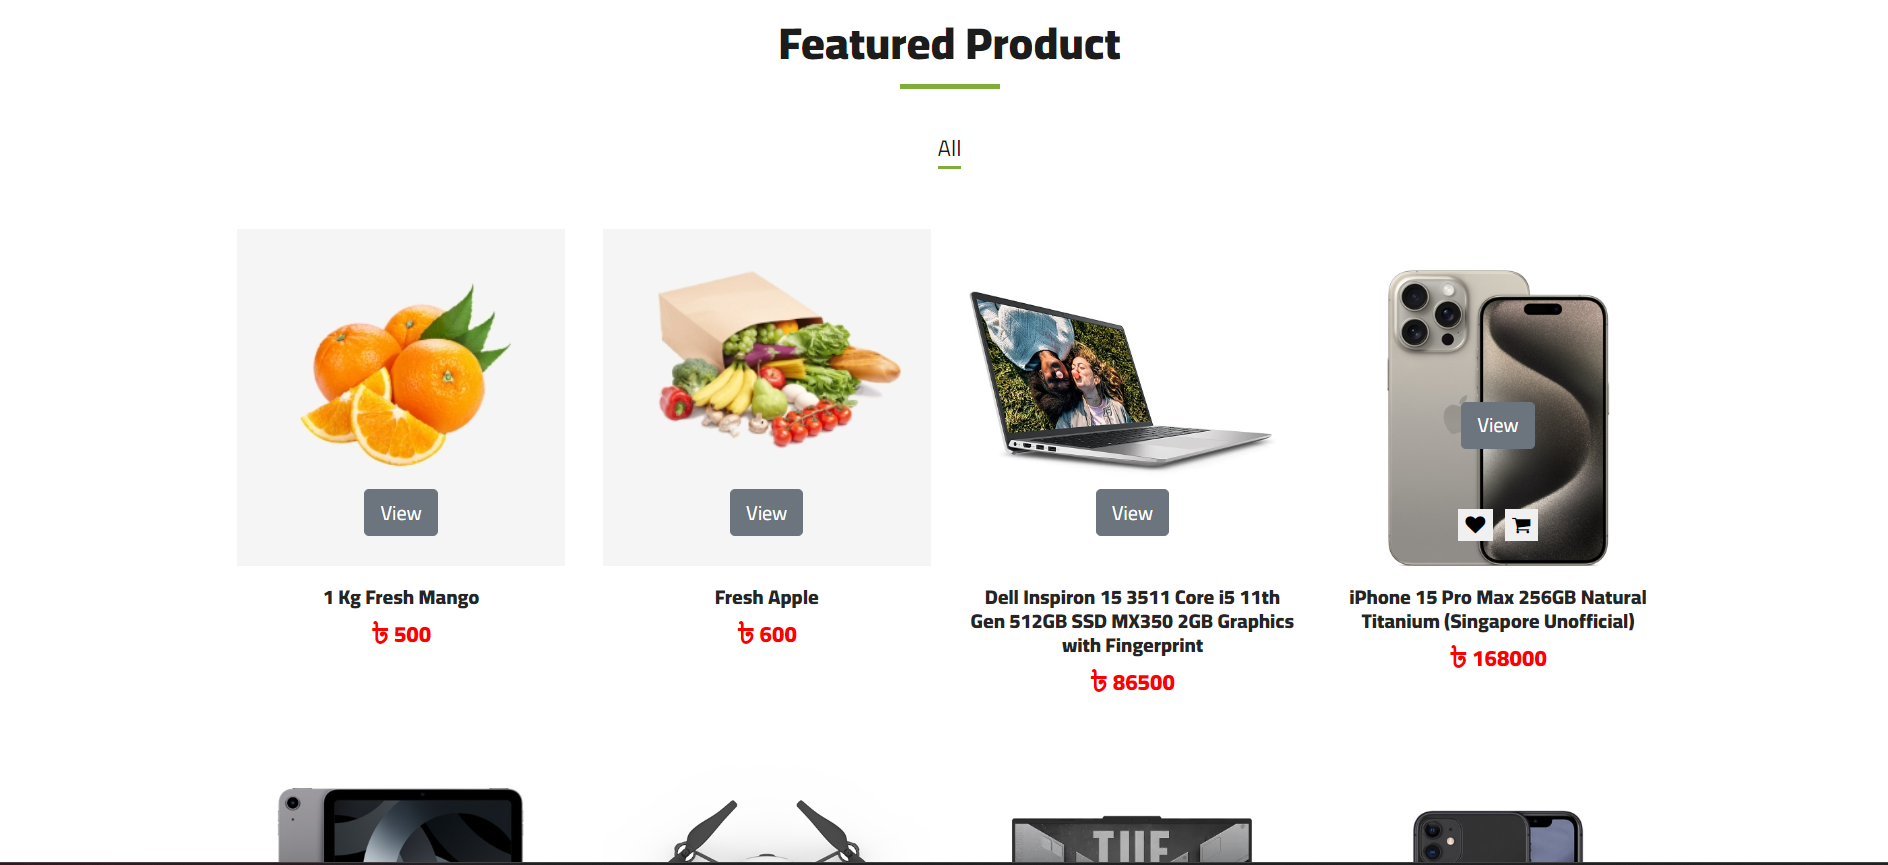 Featured Product
All
View
View
View
View
1 Kg Fresh Mango
৳ 500
Fresh Apple
৳ 600
Dell Inspiron 15 3511 Core i5 11th
Gen 512GB SSD MX350 2GB Graphics
with Fingerprint
৳ 86500
iPhone 15 Pro Max 256GB Natural
Titanium (Singapore Unofficial)
৳ 168000
TUF